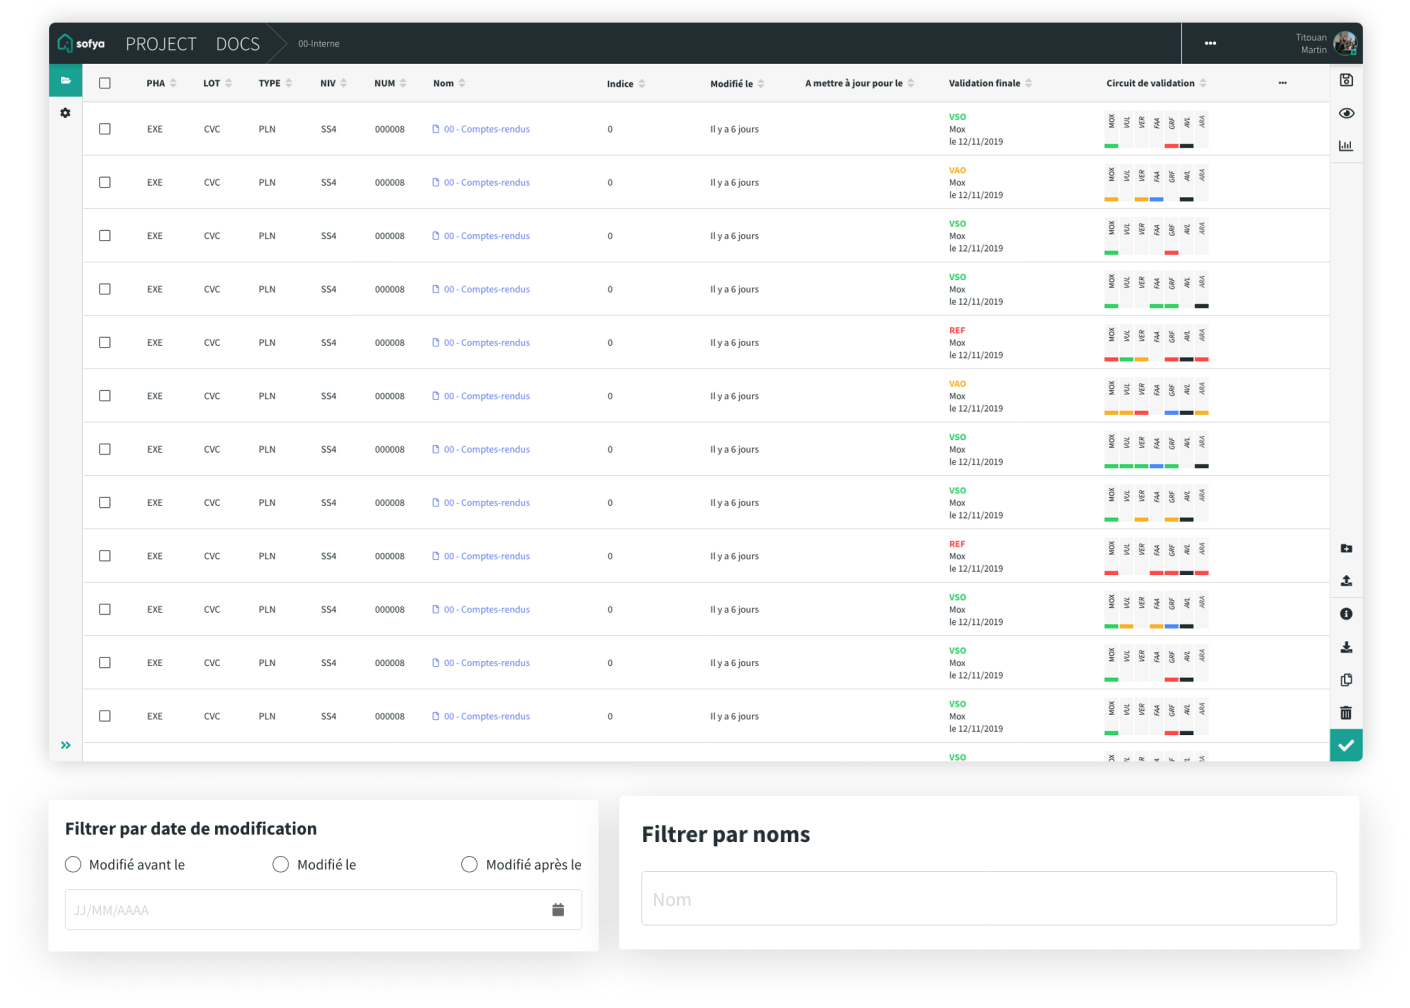 sofya PROJECT DOCS 00-Interne ••• Titouan Martin
PHA LOT TYPE NIV NUM Nom Indice Modifié le A mettre à jour pour le Validation finale Circuit de validation •••
EXE CVC PLN SS4 000008 00 - Comptes-rendus 0 Il y a 6 jours VSO Mox le 12/11/2019 MOX VUL VER FAA GRF AVL ARA
EXE CVC PLN SS4 000008 00 - Comptes-rendus 0 Il y a 6 jours VAO Mox le 12/11/2019 MOX VUL VER FAA GRF AVL ARA
EXE CVC PLN SS4 000008 00 - Comptes-rendus 0 Il y a 6 jours VSO Mox le 12/11/2019 MOX VUL VER FAA GRF AVL ARA
EXE CVC PLN SS4 000008 00 - Comptes-rendus 0 Il y a 6 jours VSO Mox le 12/11/2019 MOX VUL VER FAA GRF AVL ARA
EXE CVC PLN SS4 000008 00 - Comptes-rendus 0 Il y a 6 jours REF Mox le 12/11/2019 MOX VUL VER FAA GRF AVL ARA
EXE CVC PLN SS4 000008 00 - Comptes-rendus 0 Il y a 6 jours VAO Mox le 12/11/2019 MOX VUL VER FAA GRF AVL ARA
EXE CVC PLN SS4 000008 00 - Comptes-rendus 0 Il y a 6 jours VSO Mox le 12/11/2019 MOX VUL VER FAA GRF AVL ARA
EXE CVC PLN SS4 000008 00 - Comptes-rendus 0 Il y a 6 jours VSO Mox le 12/11/2019 MOX VUL VER FAA GRF AVL ARA
EXE CVC PLN SS4 000008 00 - Comptes-rendus 0 Il y a 6 jours REF Mox le 12/11/2019 MOX VUL VER FAA GRF AVL ARA
EXE CVC PLN SS4 000008 00 - Comptes-rendus 0 Il y a 6 jours VSO Mox le 12/11/2019 MOX VUL VER FAA GRF AVL ARA
EXE CVC PLN SS4 000008 00 - Comptes-rendus 0 Il y a 6 jours VSO Mox le 12/11/2019 MOX VUL VER FAA GRF AVL ARA
EXE CVC PLN SS4 000008 00 - Comptes-rendus 0 Il y a 6 jours VSO Mox le 12/11/2019 MOX VUL VER FAA GRF AVL ARA
VSO
Filtrer par date de modification
Modifié avant le Modifié le Modifié après le
JJ/MM/AAAA
Filtrer par noms
Nom